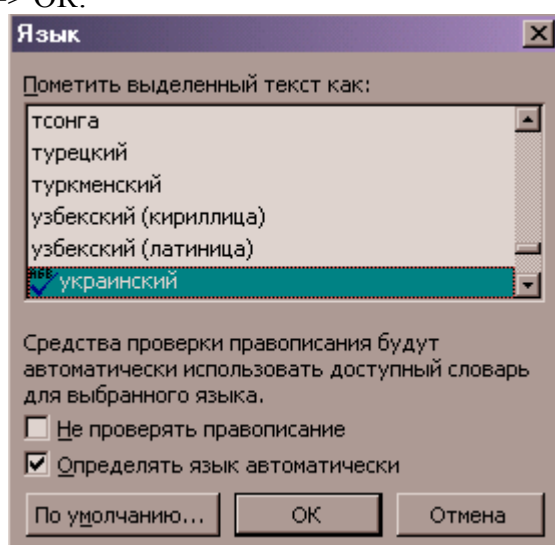 -> OK.
Язык
Пометить выделенный текст как:
тсонга
турецкий
туркменский
узбекский (кириллица)
узбекский (латиница)
украинский
Средства проверки правописания будут
автоматически использовать доступный словарь
для выбранного языка.
Не проверять правописание
Определять язык автоматически
По умолчанию... ОК Отмена